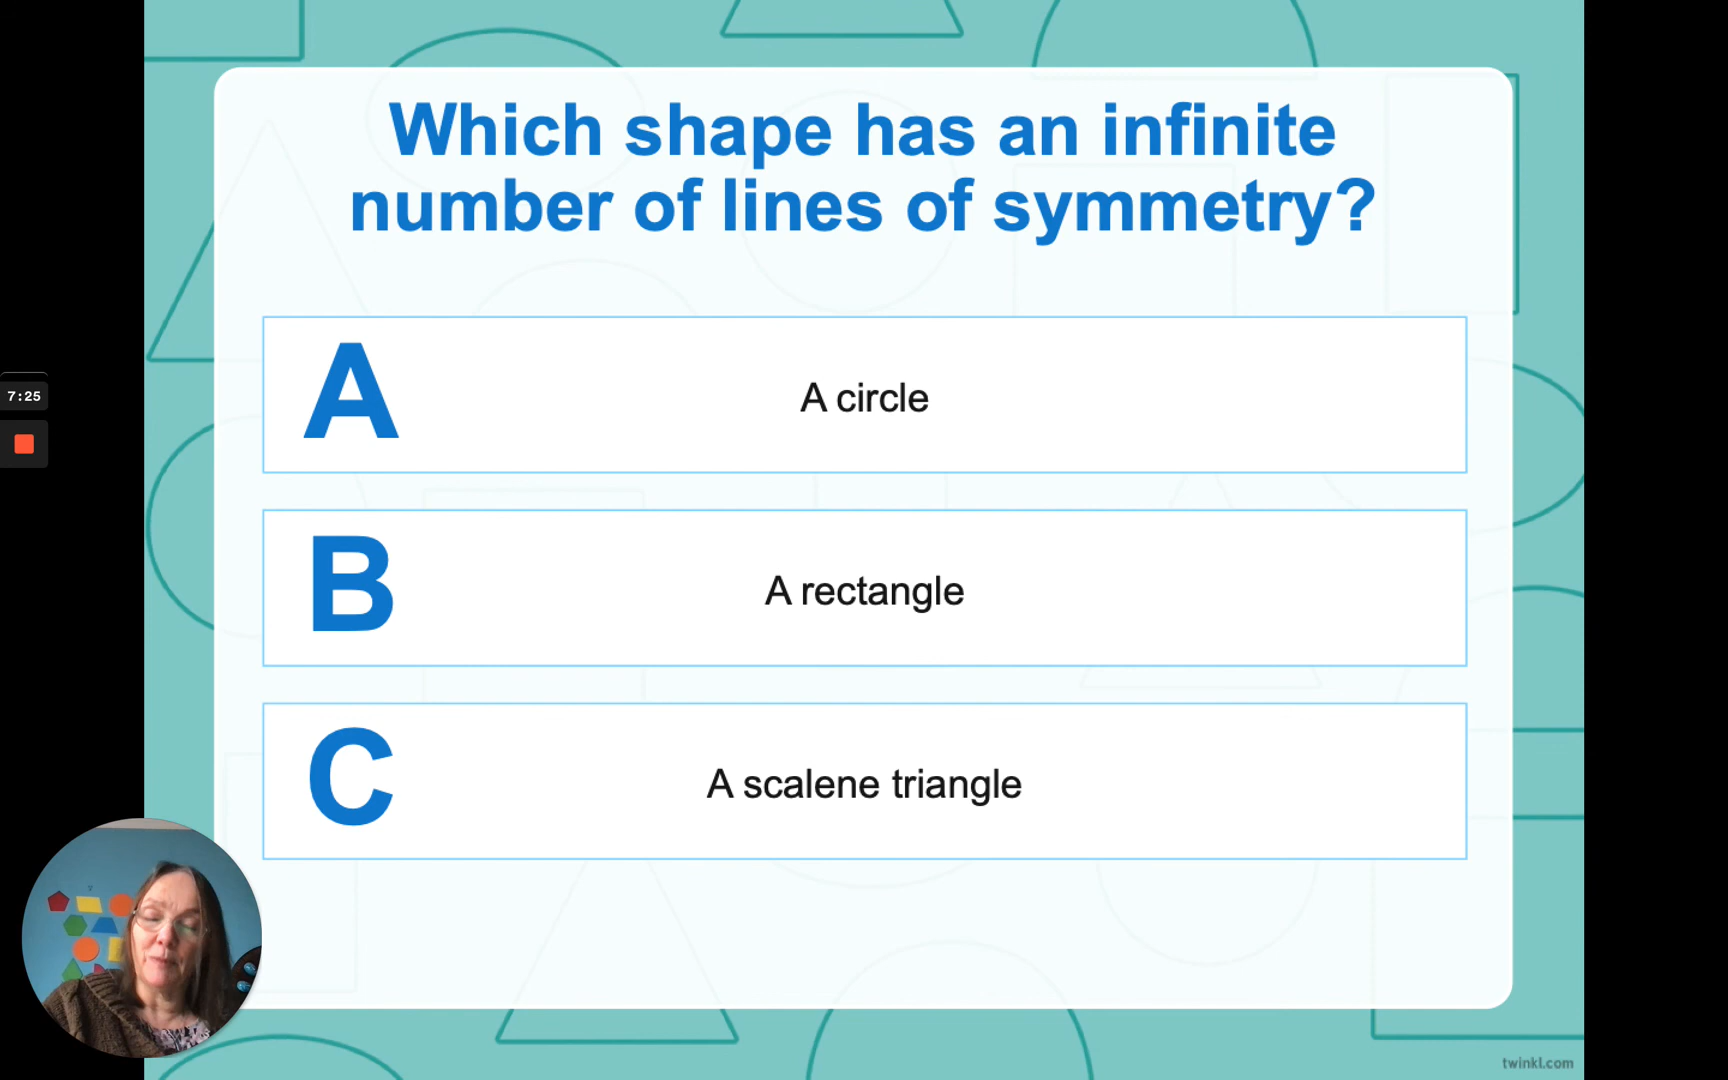 Which shape has an infinite
number of lines of symmetry?
A
A circle
7:25
B
A rectangle
C
A scalene triangle
twinkl.com